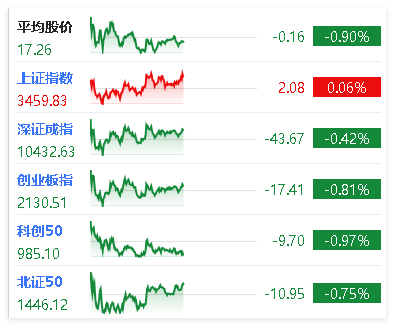 平均股价 -0.16 -0.90%
17.26
上证指数 2.08 0.06%
3459.83
深证成指 -43.67 -0.42%
10432.63
创业板指 -17.41 -0.81%
2130.51
科创50 -9.70 -0.97%
985.10
北证50 -10.95 -0.75%
1446.12